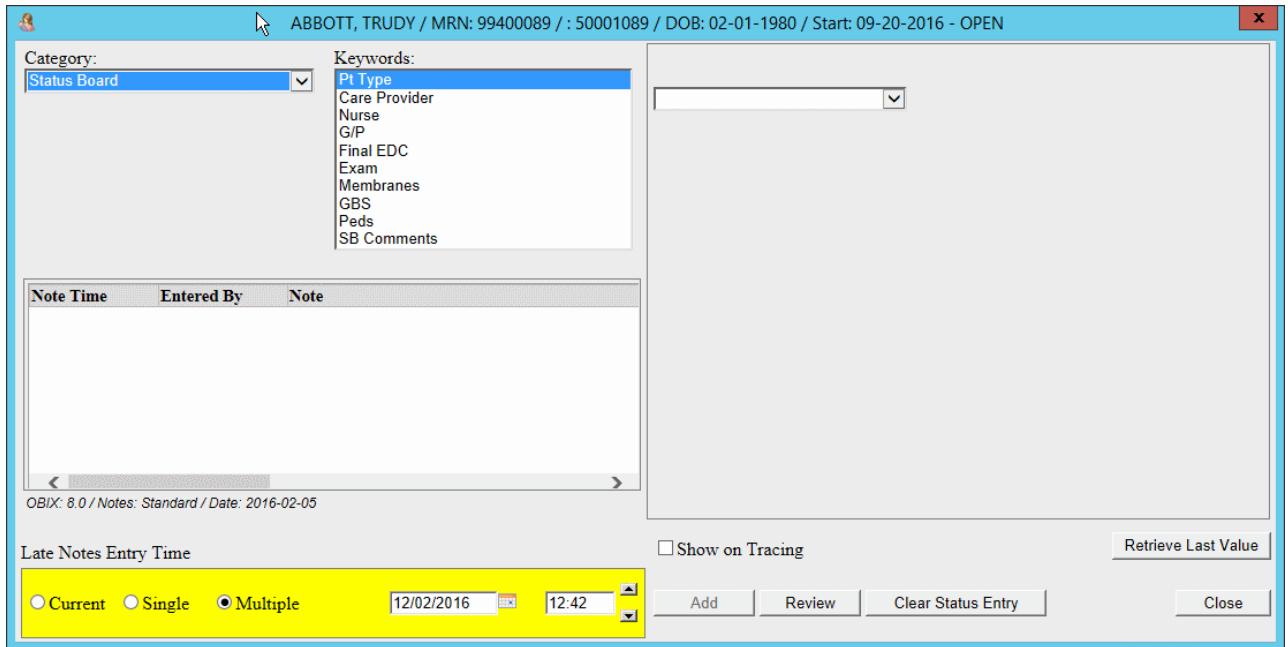 ABBOTT, TRUDY / MRN: 99400089 / : 50001089 / DOB: 02-01-1980 / Start: 09-20-2016 - OPEN
x
Category:
Status Board
Keywords:
Pt Type
Care Provider
Nurse
G/P
Final EDC
Exam
Membranes
GBS
Peds
SB Comments
Note Time Entered By Note
OBIX: 8.0 / Notes: Standard / Date: 2016-02-05
Late Notes Entry Time
Current Single Multiple 12/02/2016 12:42
Show on Tracing
Retrieve Last Value
Add Review Clear Status Entry Close